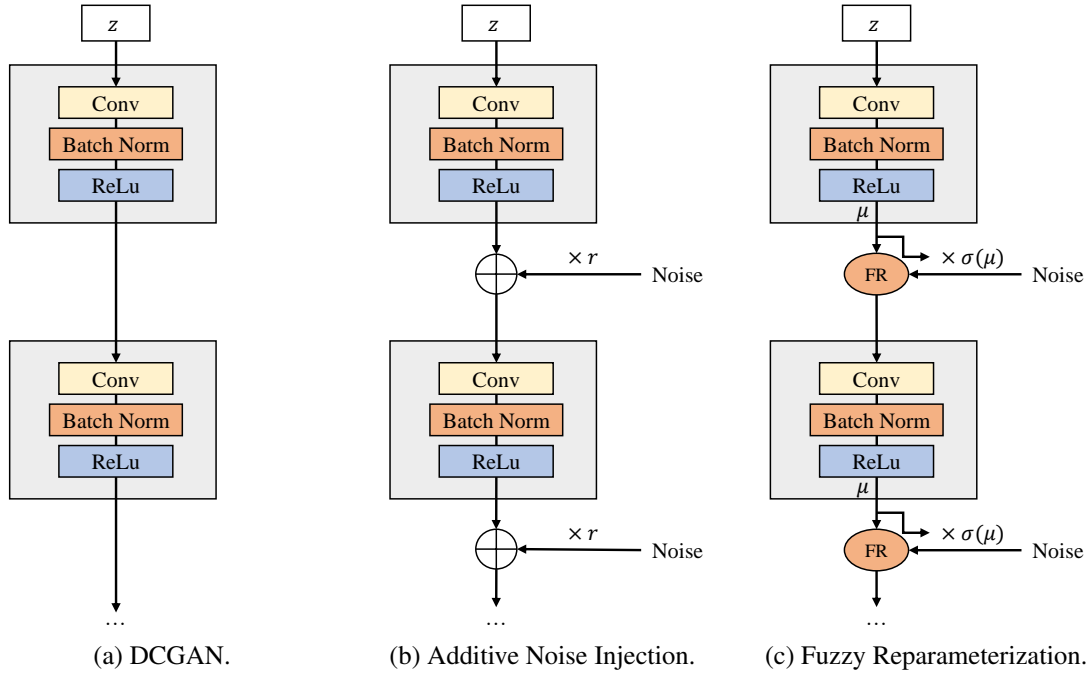 z
Conv
Batch Norm
ReLu
Conv
Batch Norm
ReLu
...
(a) DCGAN.
z
Conv
Batch Norm
ReLu
× r
Noise
Conv
Batch Norm
ReLu
× r
Noise
...
(b) Additive Noise Injection.
z
Conv
Batch Norm
ReLu
μ
× σ(μ)
FR
Noise
Conv
Batch Norm
ReLu
μ
× σ(μ)
FR
Noise
...
(c) Fuzzy Reparameterization.